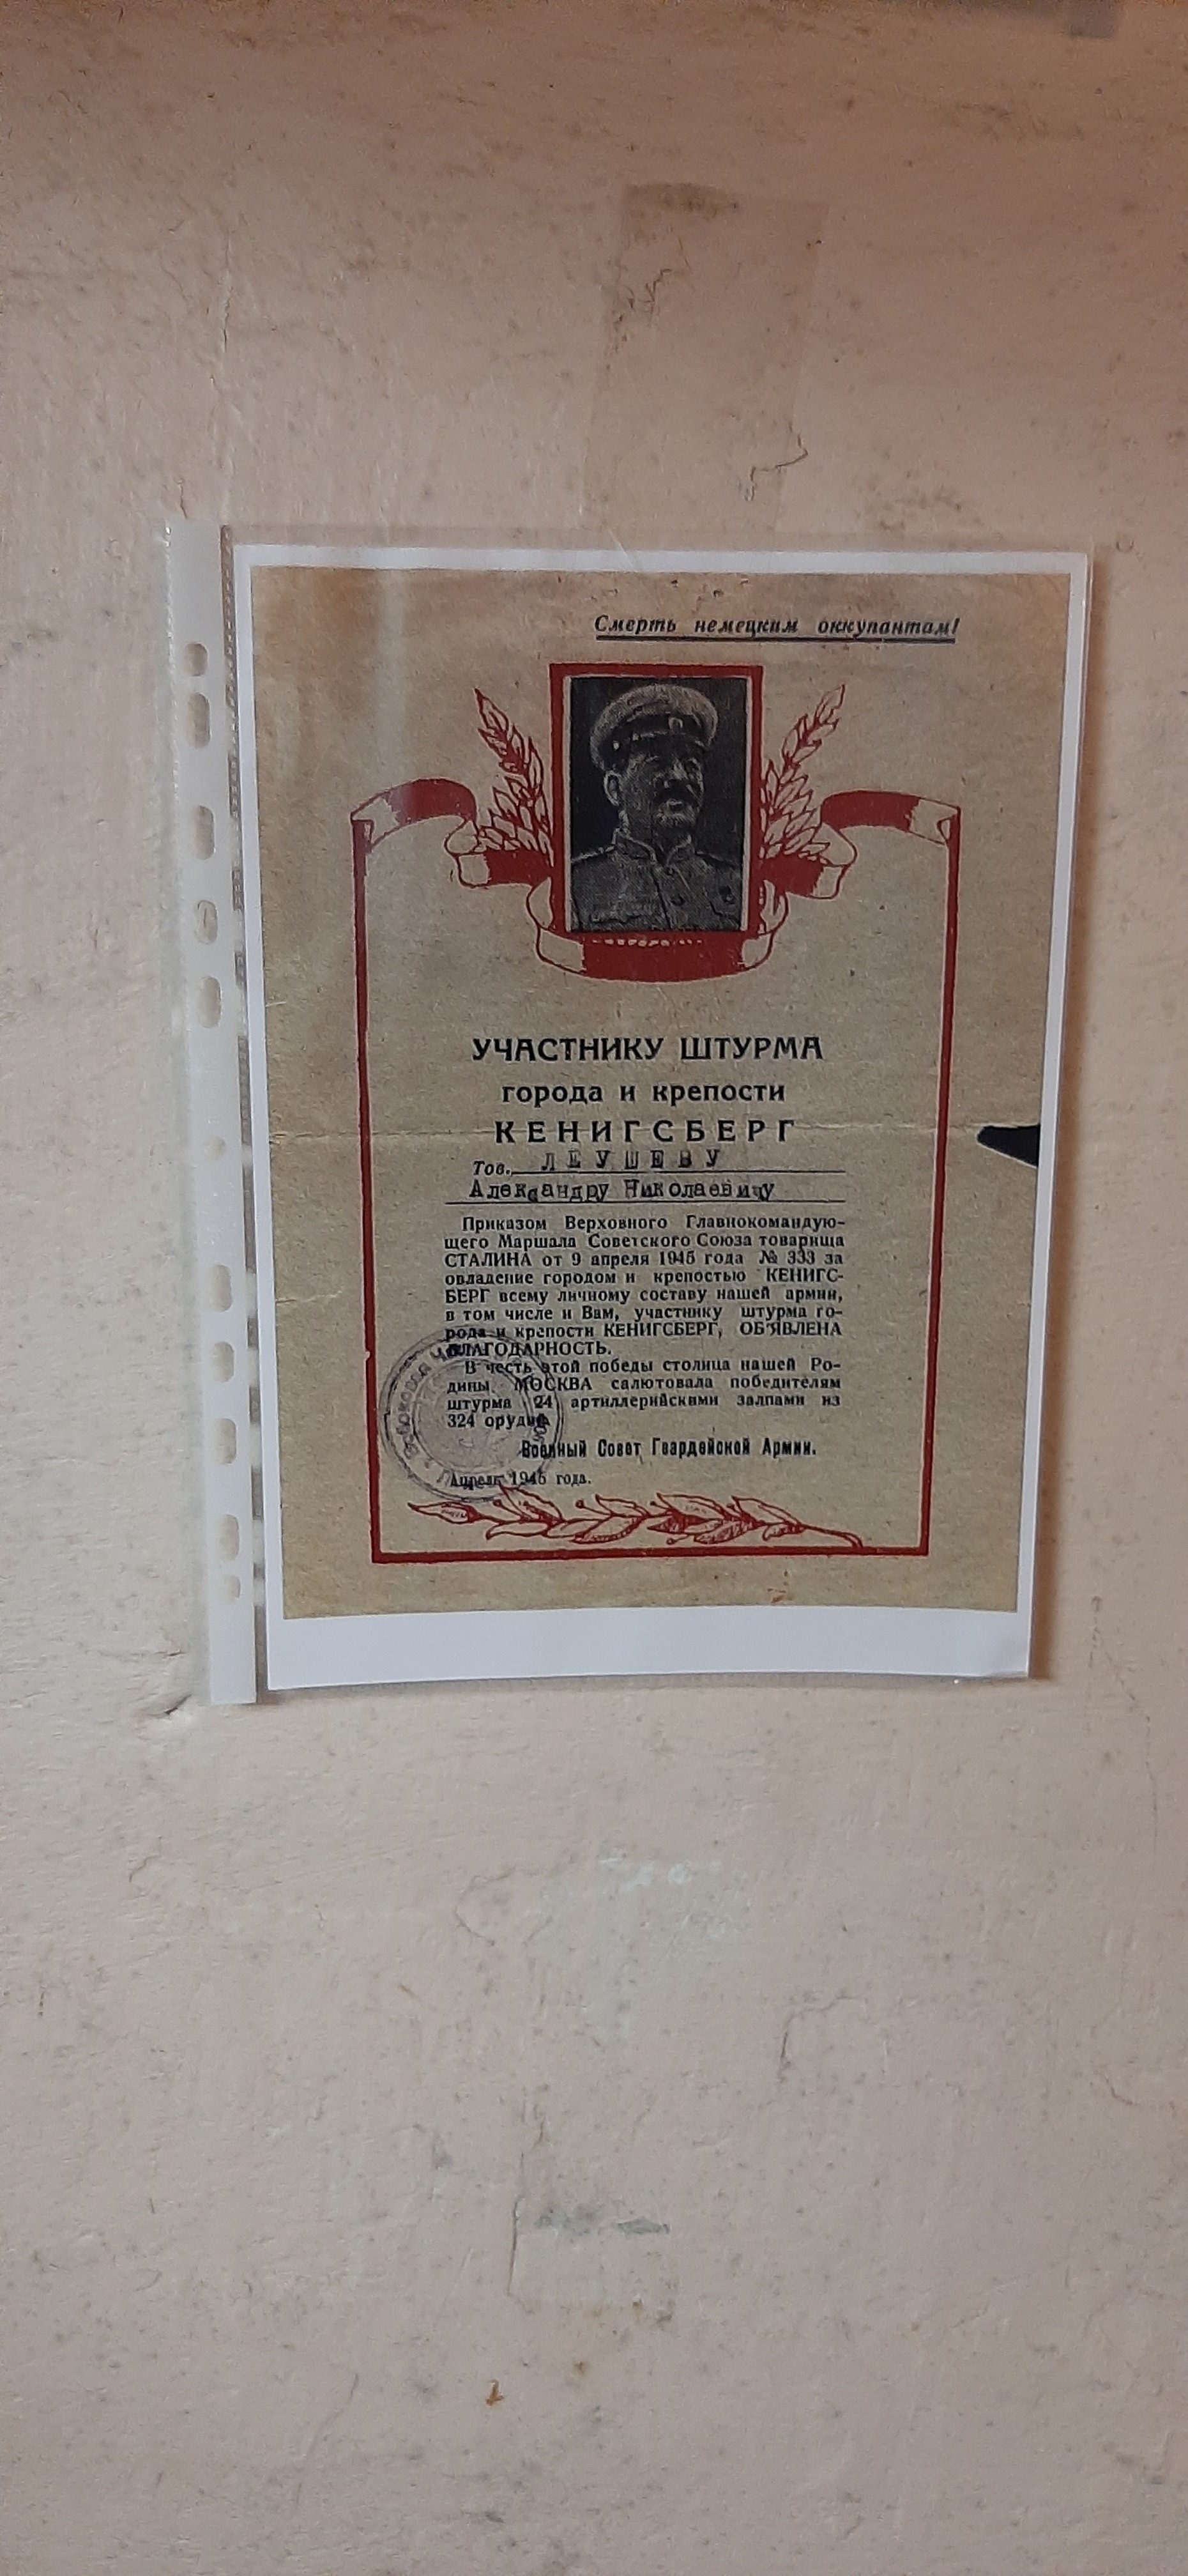 Смерть немецким оккупантам!
УЧАСТНИКУ ШТУРМА
города и крепости
КЕНИГСБЕРГ
Тов. ЛЕУШЕВУ
Александру Николаевичу
Приказом Верховного Главнокомандую-
щего Маршала Советского Союза товарища
СТАЛИНА от 9 апреля 1945 года № 333 за
овладение городом и крепостью КЕНИГС-
БЕРГ всему личному составу нашей армии,
в том числе и Вам, участнику штурма го-
рода и крепости КЕНИГСБЕРГ, ОБ'ЯВЛЕНА
БЛАГОДАРНОСТЬ.
В честь этой победы столица нашей Ро-
дины МОСКВА салютовала победителям
штурма 24 артиллерийскими залпами из
324 орудий.
Военный Совет Гвардейской Армии.
Апрель 1945 года.